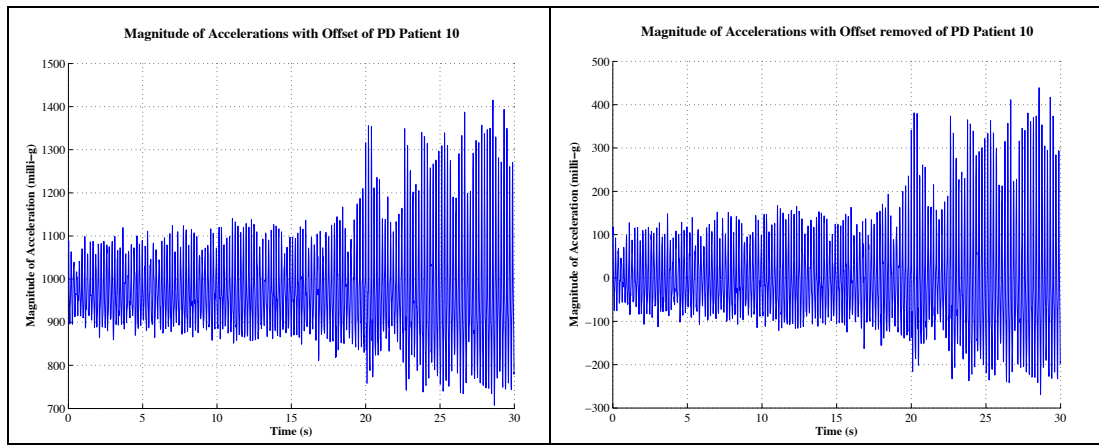 Magnitude of Accelerations with Offset of PD Patient 10
1500
1400
1300
1200
1100
1000
900
800
700
Magnitude of Acceleration (milli−g)
0 5 10 15 20 25 30
Time (s)
Magnitude of Accelerations with Offset removed of PD Patient 10
500
400
300
200
100
0
−100
−200
−300
Magnitude of Acceleration (milli−g)
0 5 10 15 20 25 30
Time (s)